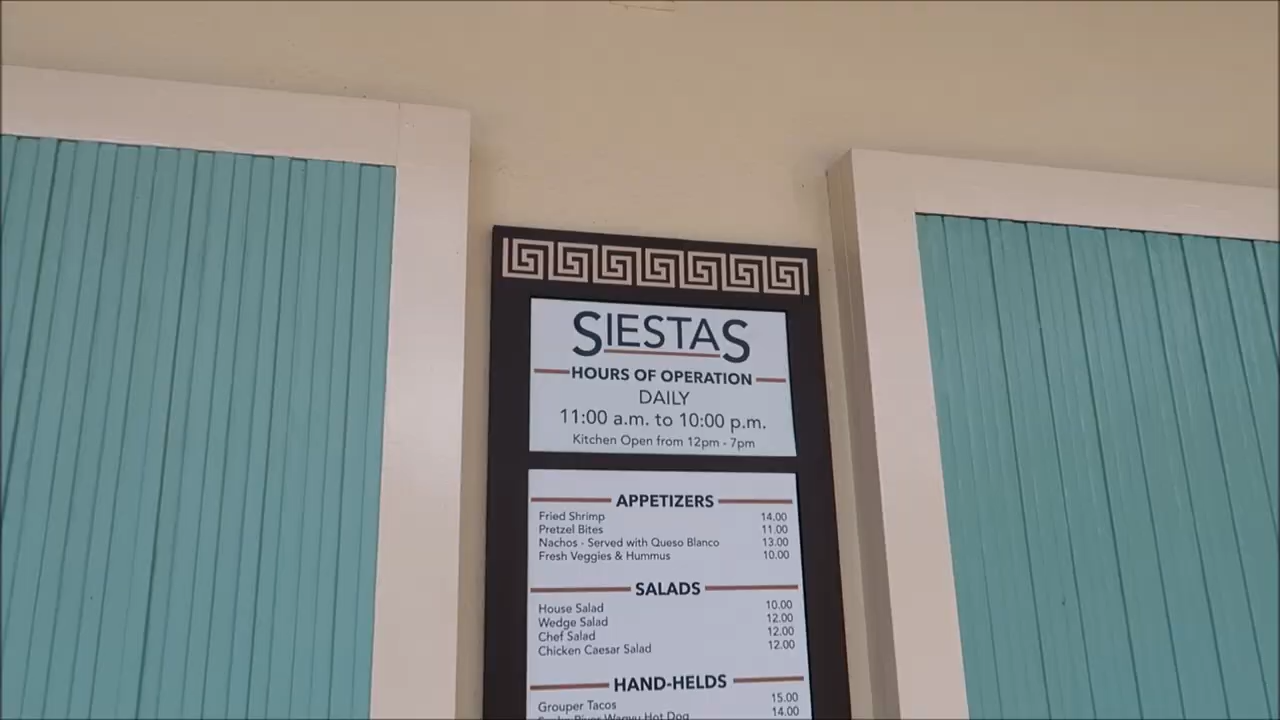 SIESTAS
HOURS OF OPERATION
DAILY
11:00 a.m. to 10:00 p.m.
Kitchen Open from 12pm - 7pm
APPETIZERS
Fried Shrimp 14.00
Pretzel Bites 11.00
Nachos - Served with Queso Blanco 13.00
Fresh Veggies & Hummus 10.00
SALADS
House Salad 10.00
Wedge Salad 12.00
Chef Salad 12.00
Chicken Caesar Salad 12.00
HAND-HELDS
Grouper Tacos 15.00
Snake River Wagyu Hot Dog 14.00